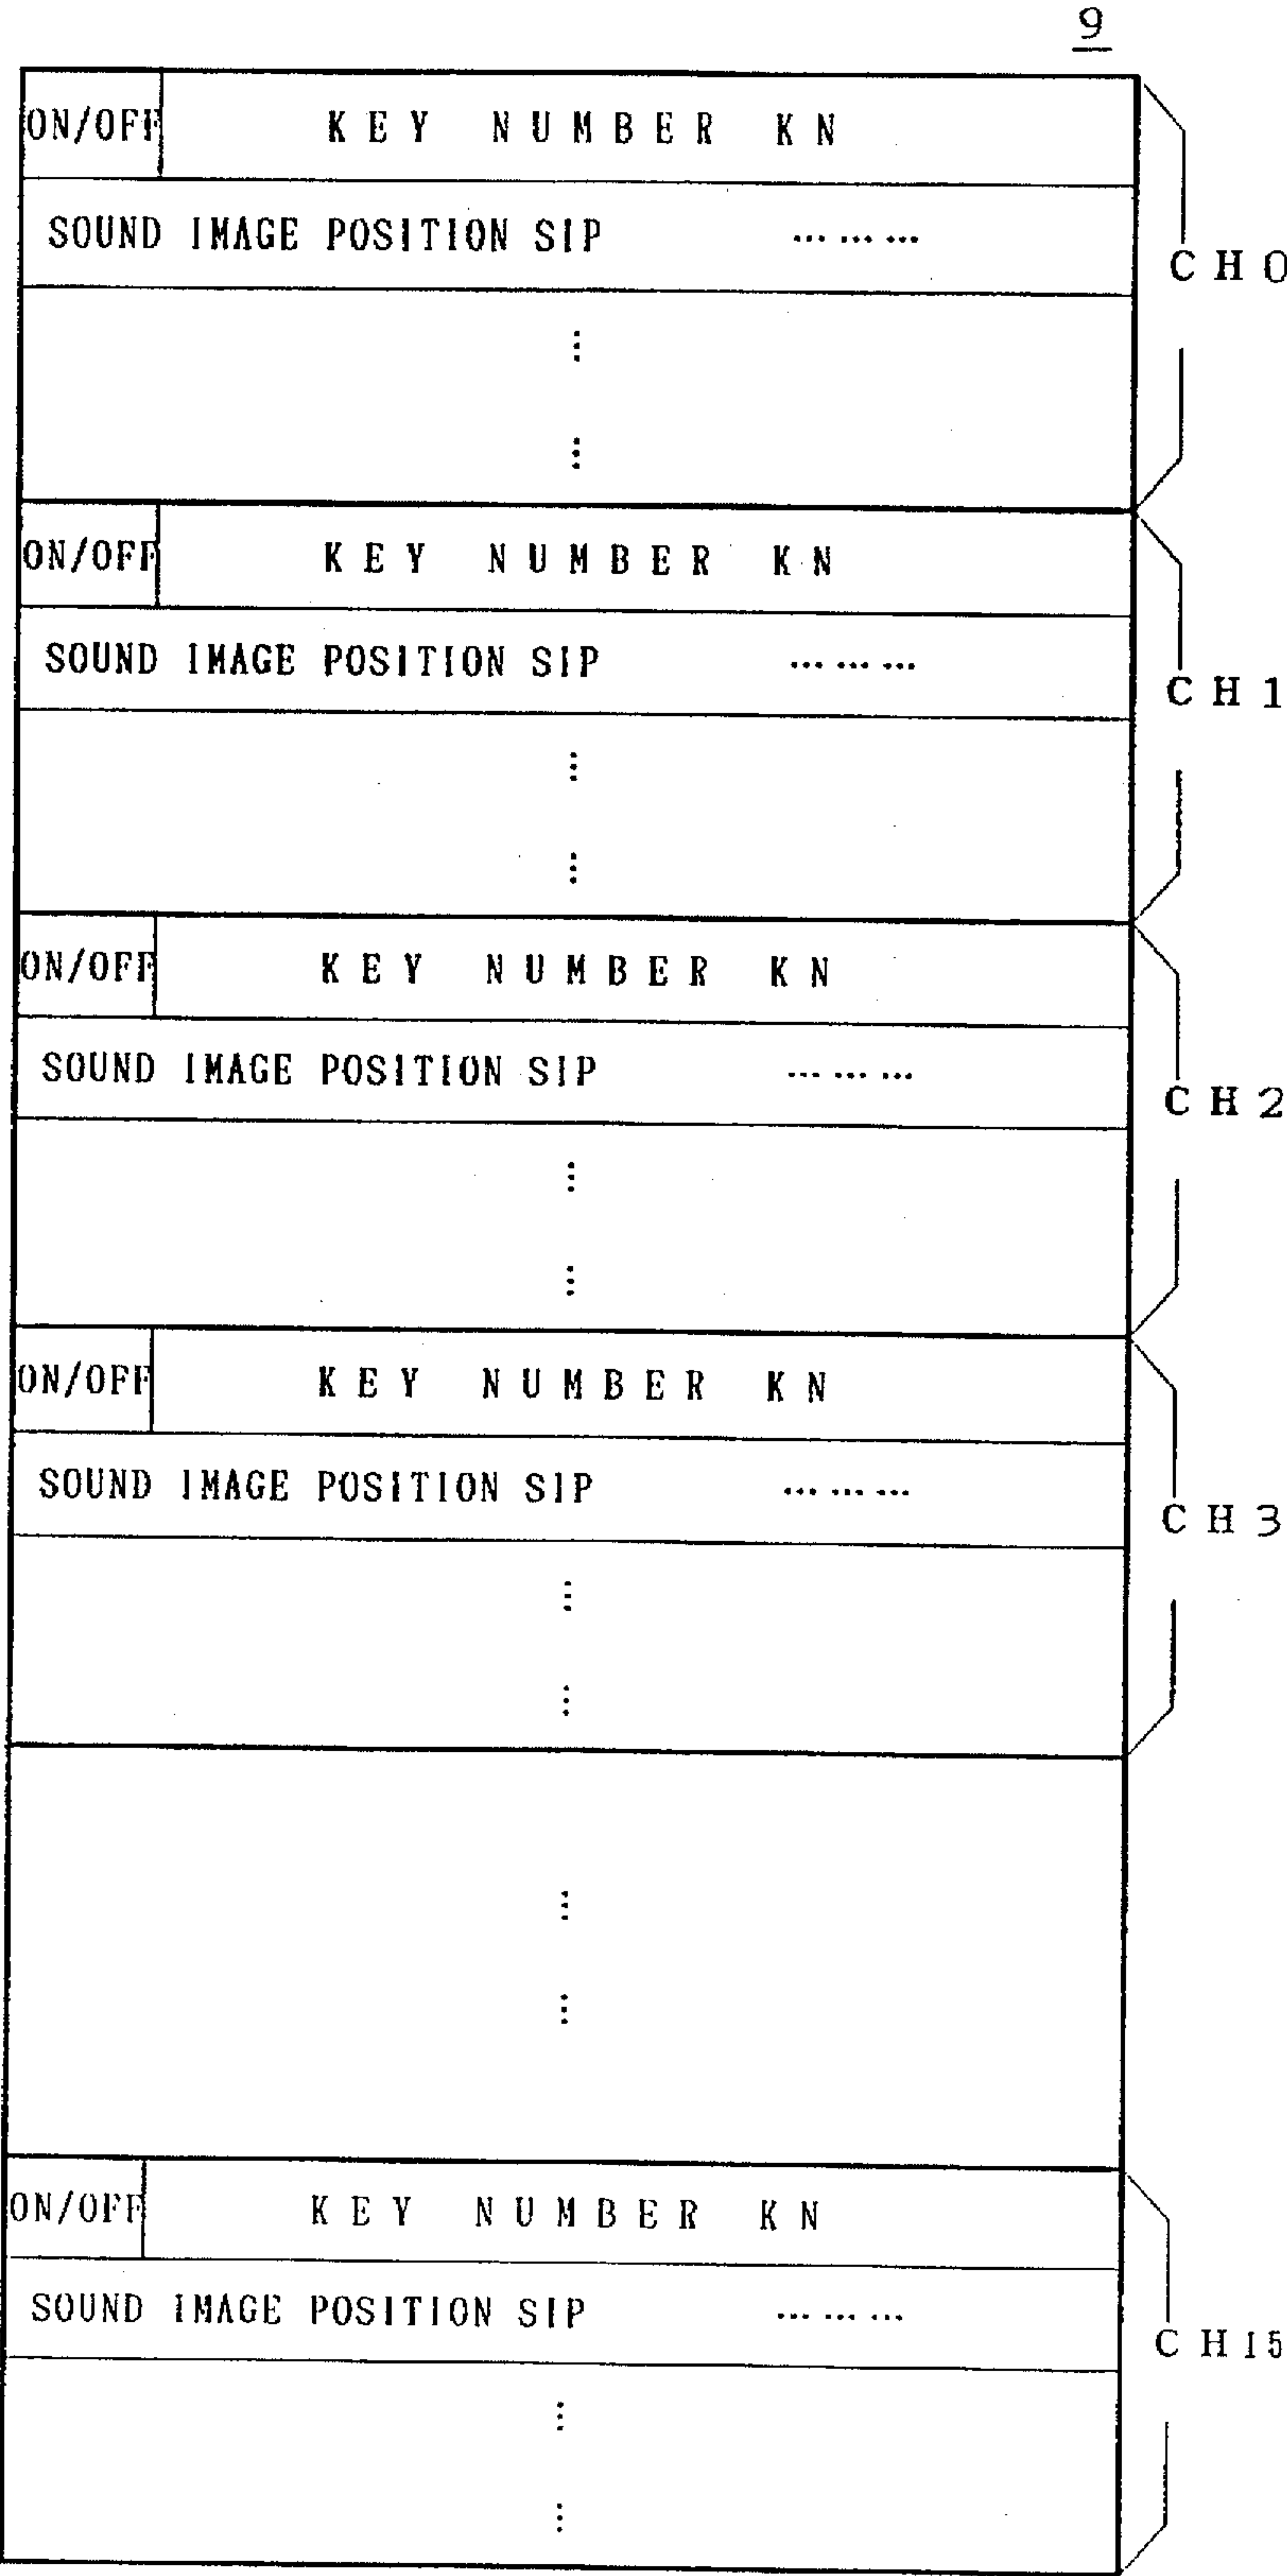 9
ON/OFF KEY NUMBER KN
SOUND IMAGE POSITION SIP ………
CH0
⋮
⋮
ON/OFF KEY NUMBER KN
SOUND IMAGE POSITION SIP ………
CH1
⋮
⋮
ON/OFF KEY NUMBER KN
SOUND IMAGE POSITION SIP ………
CH2
⋮
⋮
ON/OFF KEY NUMBER KN
SOUND IMAGE POSITION SIP ………
CH3
⋮
⋮
⋮
⋮
ON/OFF KEY NUMBER KN
SOUND IMAGE POSITION SIP ………
CH15
⋮
⋮